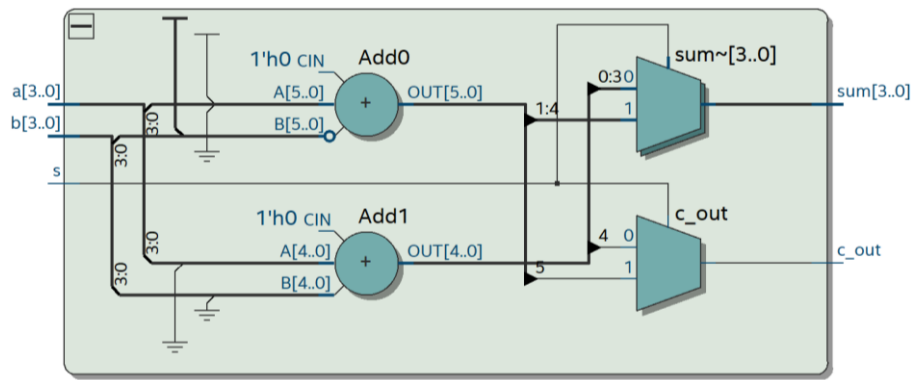 sum~[3..0]
1'h0 CIN
Add0
a[3..0]
A[5..0]
OUT[5..0]
0:3
0
sum[3..0]
b[3..0]
3:0
B[5..0]
1:4
1
3:0
s
1'h0 CIN
Add1
c_out
3:0
A[4..0]
OUT[4..0]
4
0
c_out
3:0
B[4..0]
5
1